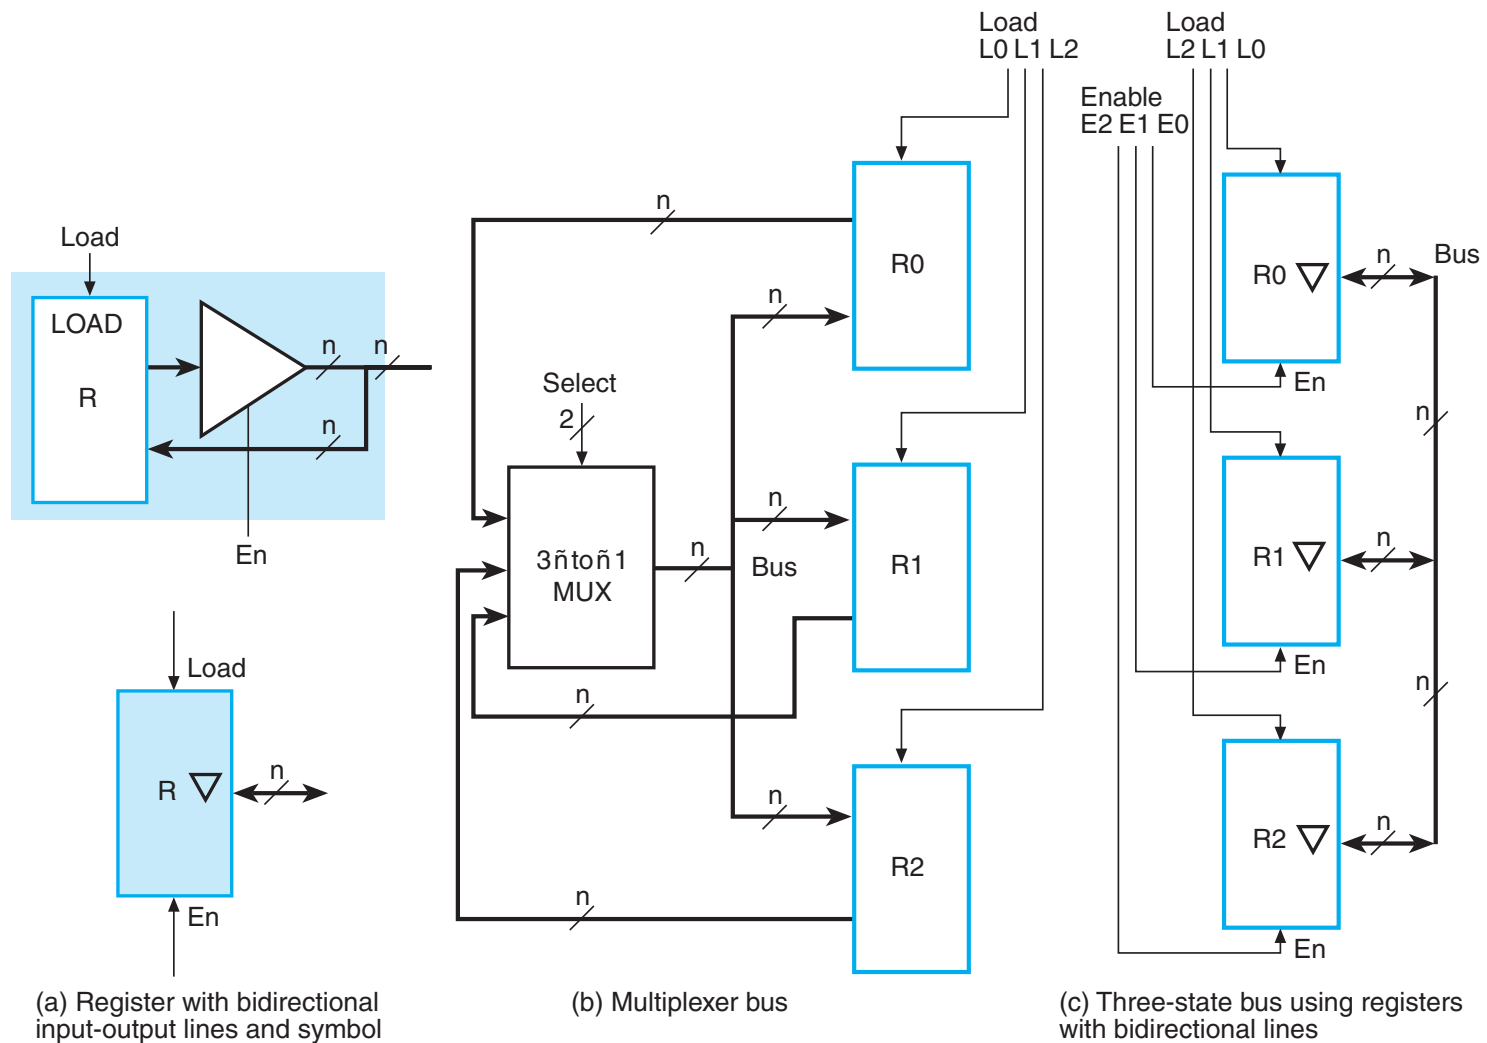 Load
LOAD
R
n
n
n
En
Load
R
n
En
(a) Register with bidirectional
input-output lines and symbol
Load
L0 L1 L2
n
R0
n
Select
2
3ñtoñ1
MUX
n
Bus
n
R1
n
n
R2
n
(b) Multiplexer bus
Load
L2 L1 L0
Enable
E2 E1 E0
R0
n
Bus
En
n
R1
n
En
n
R2
n
En
(c) Three-state bus using registers
with bidirectional lines